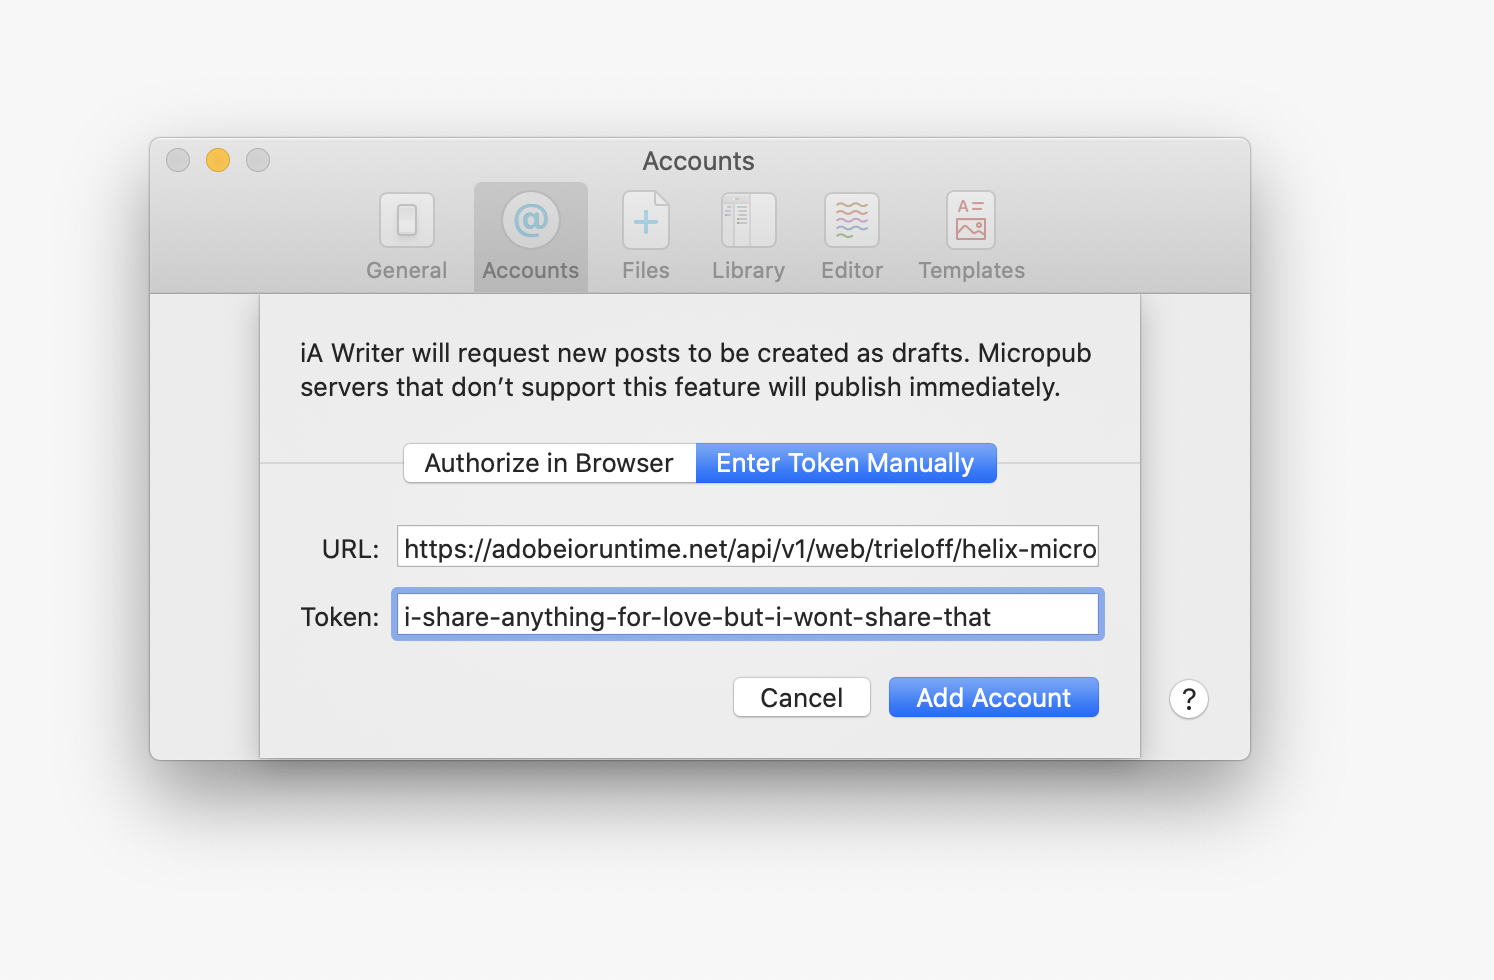 Accounts
General Accounts Files Library Editor Templates
iA Writer will request new posts to be created as drafts. Micropub
servers that don’t support this feature will publish immediately.
Authorize in Browser Enter Token Manually
URL: https://adobeioruntime.net/api/v1/web/trieloff/helix-micro
Token: i-share-anything-for-love-but-i-wont-share-that
Cancel Add Account ?